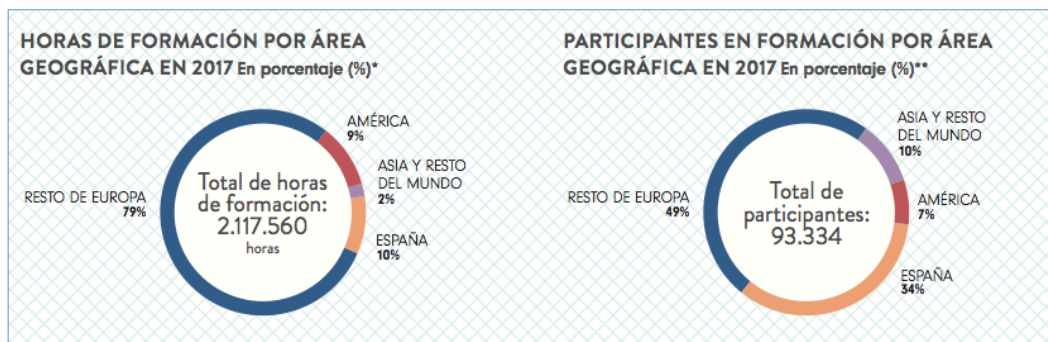 HORAS DE FORMACIÓN POR ÁREA
GEOGRÁFICA EN 2017 En porcentaje (%)*
AMÉRICA
9%
ASIA Y RESTO
DEL MUNDO
2%
RESTO DE EUROPA
79%
Total de horas
de formación:
2.117.560
horas
ESPAÑA
10%
PARTICIPANTES EN FORMACIÓN POR ÁREA
GEOGRÁFICA EN 2017 En porcentaje (%)**
ASIA Y RESTO
DEL MUNDO
10%
RESTO DE EUROPA
49%
Total de
participantes:
93.334
AMÉRICA
7%
ESPAÑA
34%